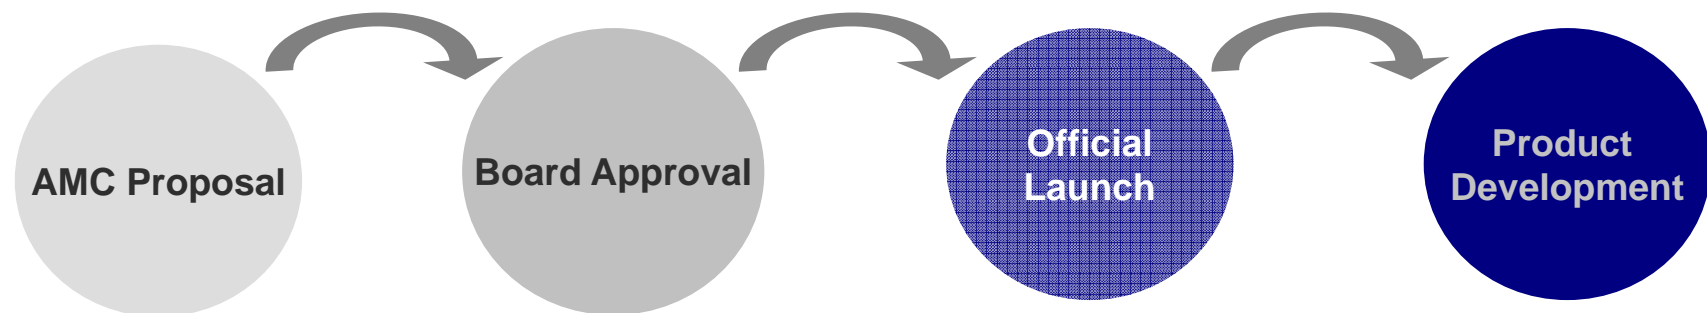 AMC Proposal
Board Approval
Official
Launch
Product
Development